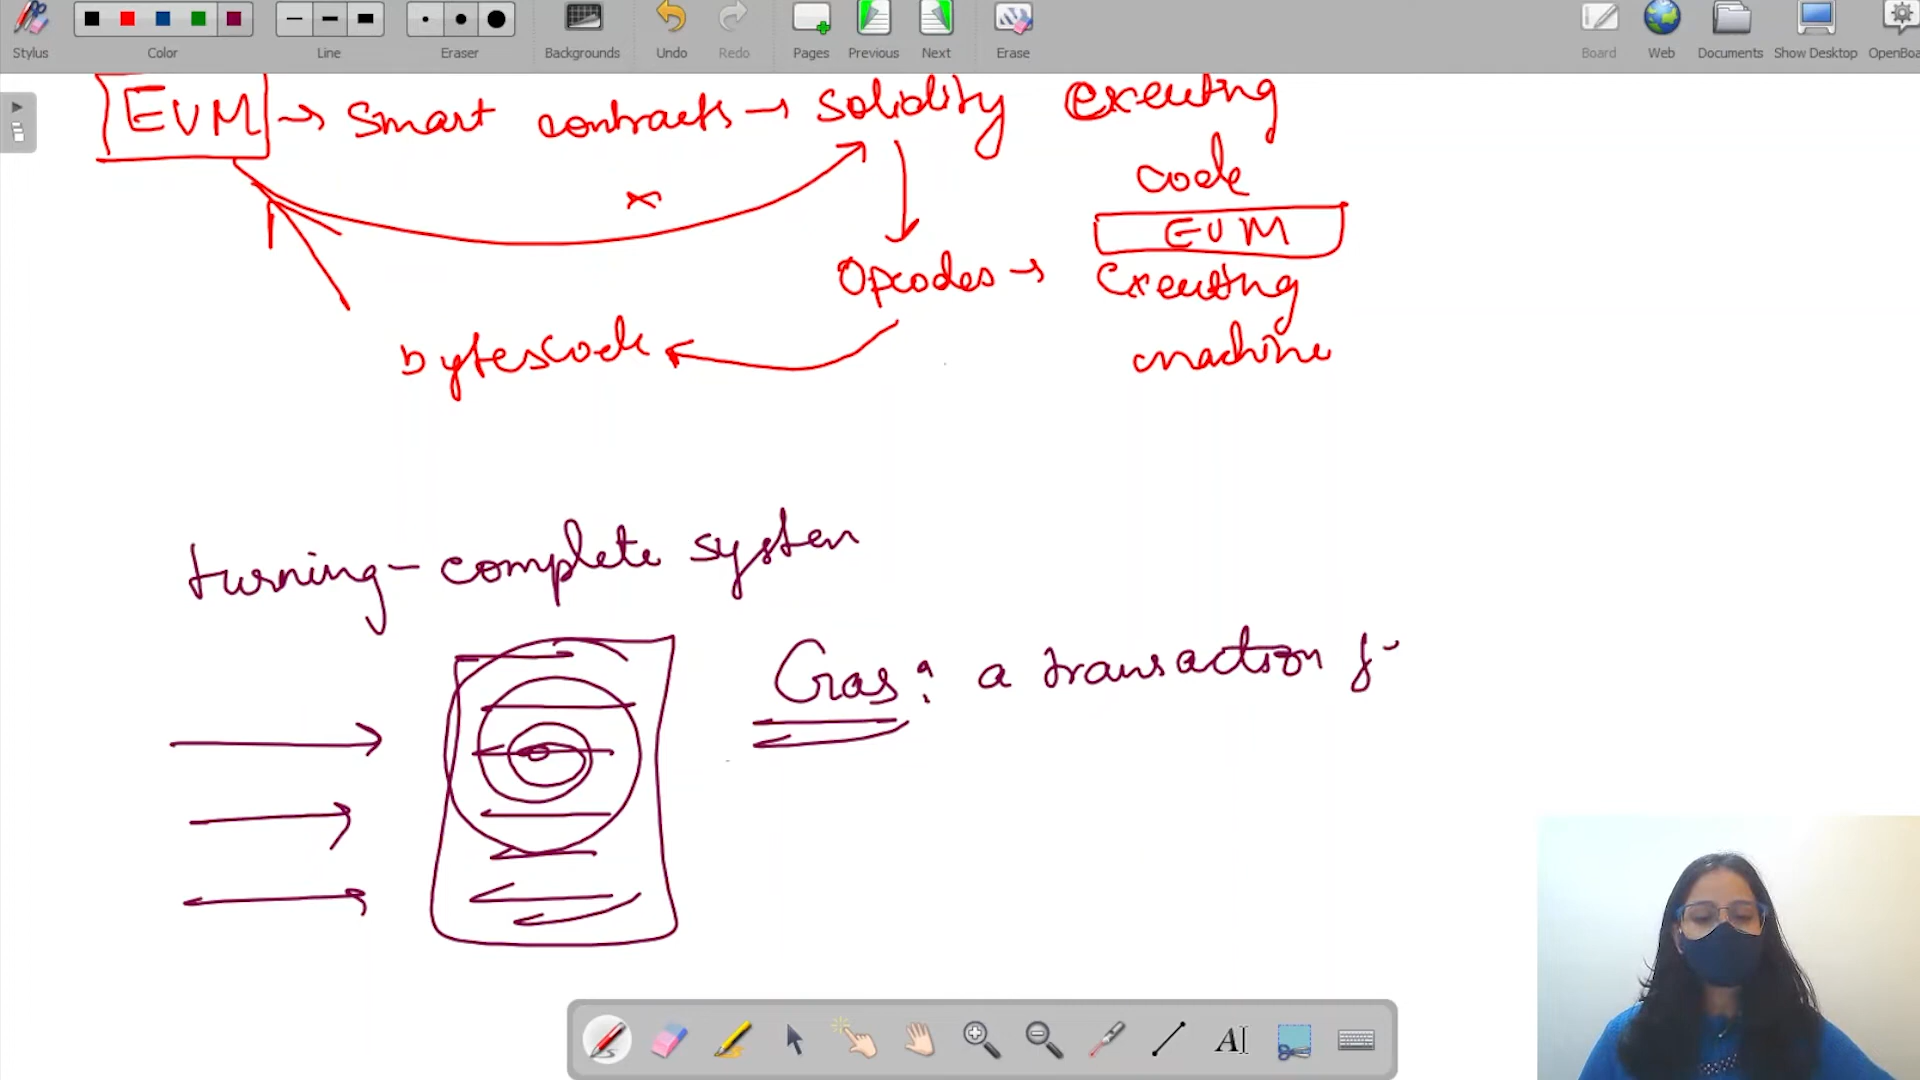 Stylus Color Line Eraser Backgrounds Undo Redo Pages Previous Next Erase Board Web Documents Show Desktop OpenBoa
EVM → Smart contracts → Solidity executing
code
EVM
Opcodes → executing
bytescode machine
turning-complete system
Gas: a transaction f